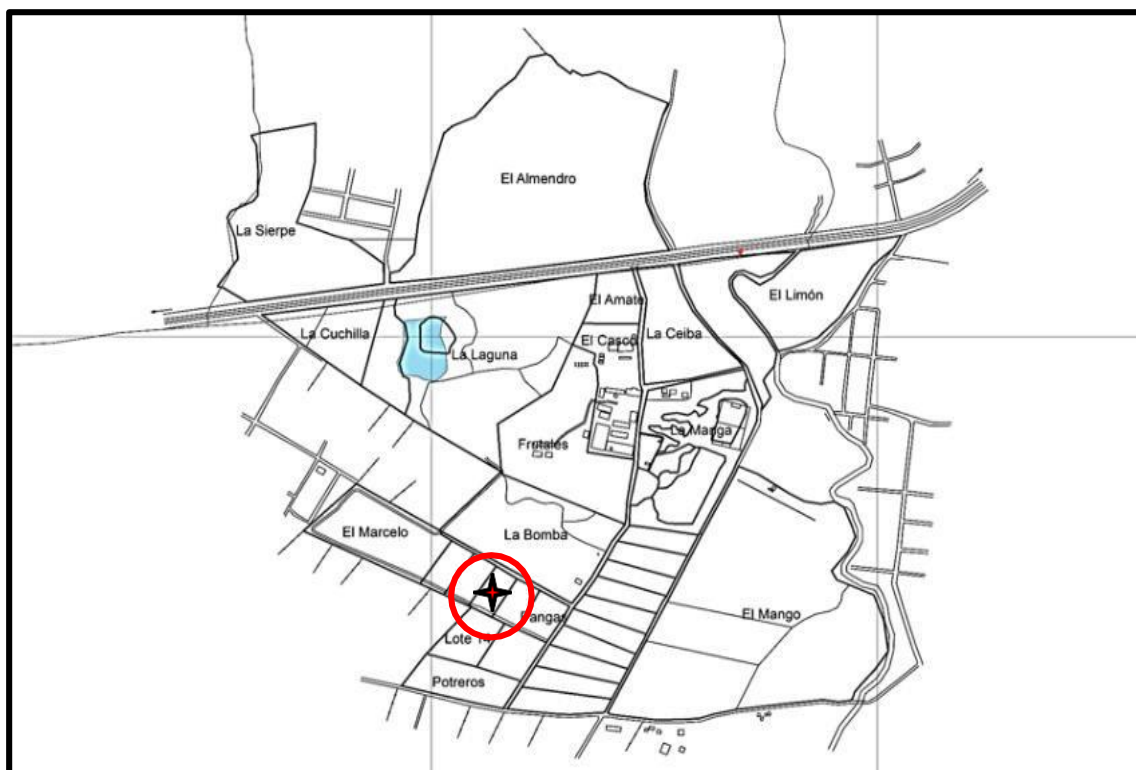 El Almendro
La Sierpe
El Limón
El Amate
La Cuchilla
La Ceiba
El Casco
La Laguna
Frutales
La Manga
El Marcelo
La Bomba
El Mango
Lote 14
Potreros